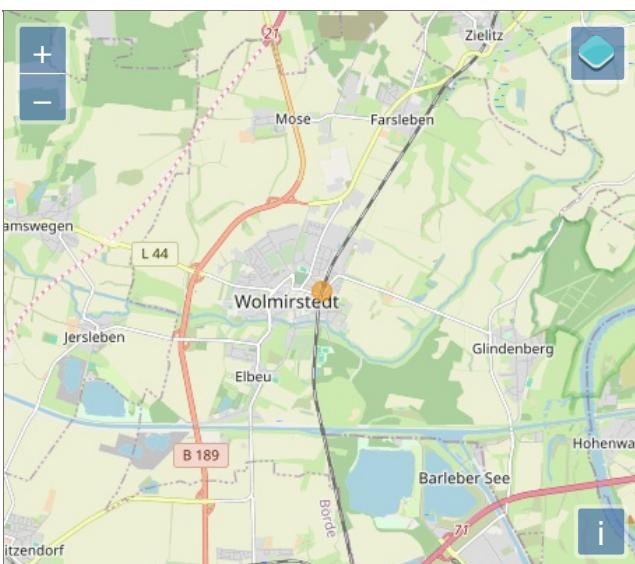 +
−
21
Zielitz
Mose
Farsleben
amswegen
L 44
Wolmirstedt
Jersleben
Glindenberg
Elbeu
Hohenwa
B 189
Barleber See
Börde
71
i
itzendorf